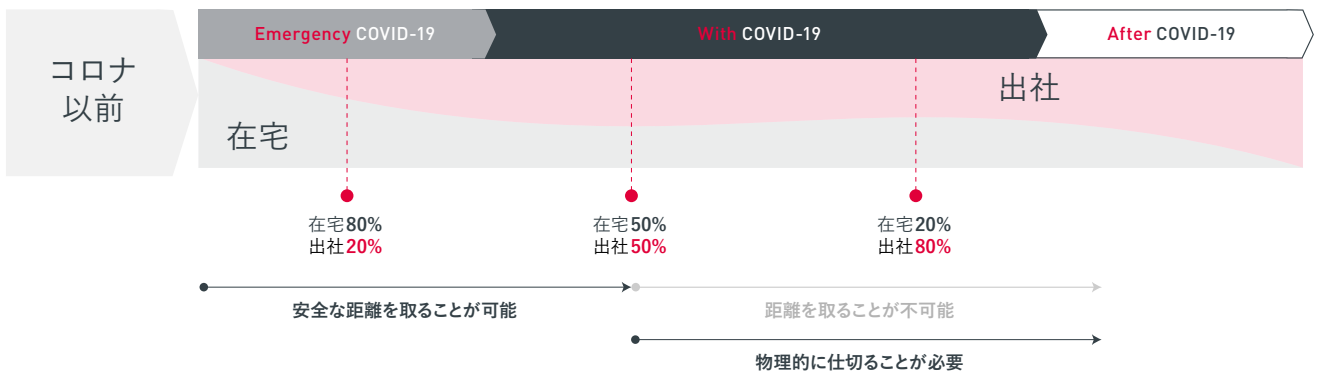 コロナ
以前
Emergency COVID-19
With COVID-19
After COVID-19
出社
在宅
在宅80%
出社20%
在宅50%
出社50%
在宅20%
出社80%
安全な距離を取ることが可能
距離を取ることが不可能
物理的に仕切ることが必要